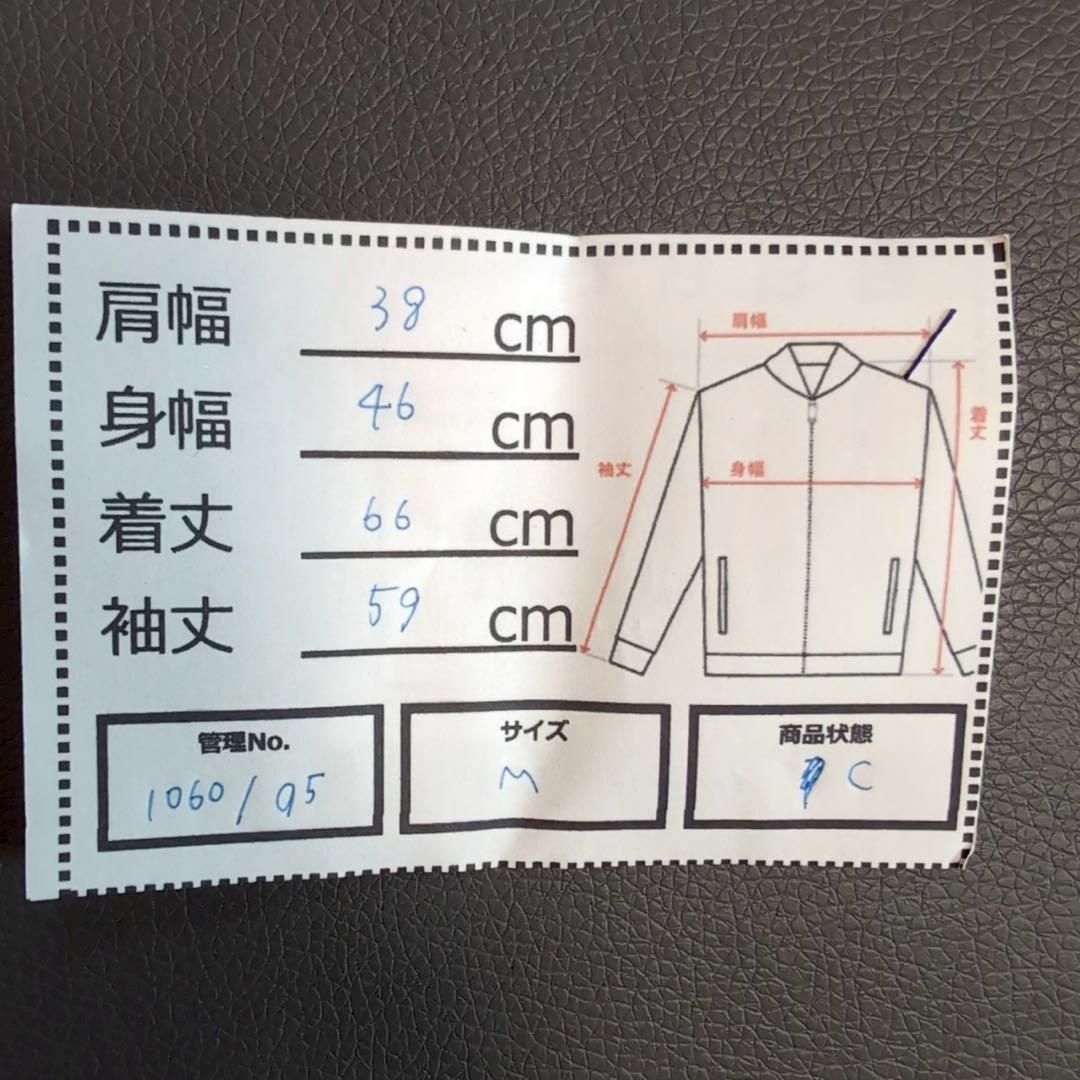 肩幅 38 cm
身幅 46 cm
着丈 66 cm
袖丈 59 cm
肩幅
着丈
袖丈
身幅
管理No.
1060/95
サイズ
M
商品状態
C